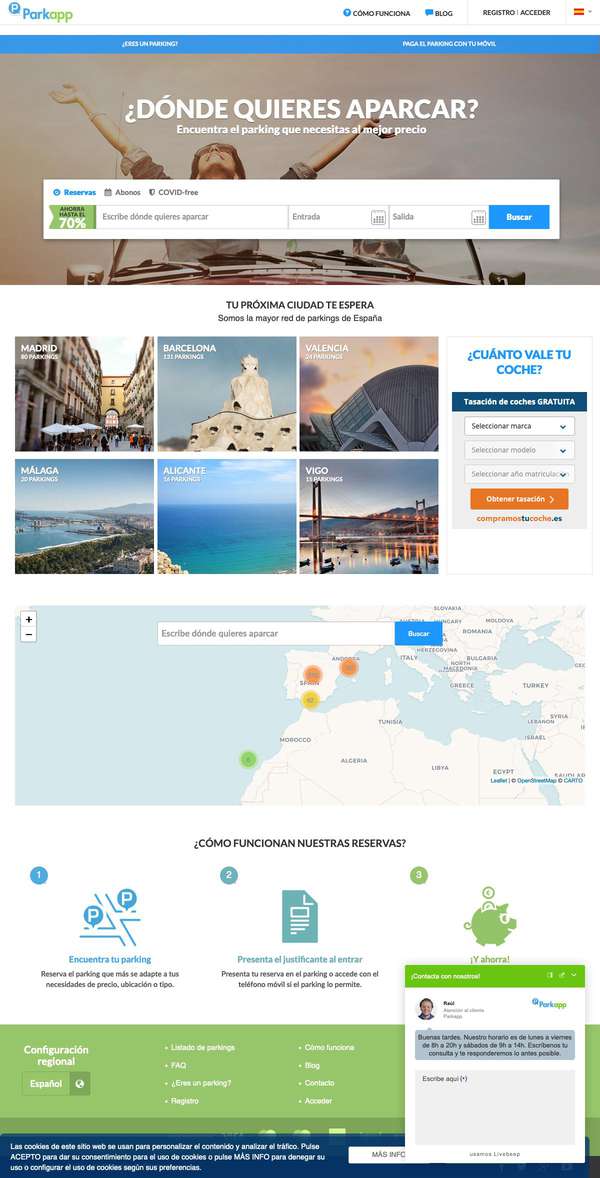 Parkapp
CÓMO FUNCIONA
BLOG
REGISTRO | ACCEDER
¿ERES UN PARKING?
PAGA EL PARKING CON TU MÓVIL
¿DÓNDE QUIERES APARCAR?
Encuentra el parking que necesitas al mejor precio
Reservas
Abonos
COVID-free
AHORRA
HASTA EL
70%
Escribe dónde quieres aparcar
Entrada
Salida
Buscar
TU PRÓXIMA CIUDAD TE ESPERA
Somos la mayor red de parkings de España
MADRID
80 PARKINGS
BARCELONA
131 PARKINGS
VALENCIA
24 PARKINGS
MÁLAGA
20 PARKINGS
ALICANTE
16 PARKINGS
VIGO
15 PARKINGS
¿CUÁNTO VALE TU
COCHE?
Tasación de coches GRATUITA
Seleccionar marca
Seleccionar modelo
Seleccionar año matriculación
Obtener tasación
compramostucoche.es
+
−
Escribe dónde quieres aparcar
Buscar
SLOVAKIA
HUNGARY
MOLDOVA
ROMANIA
HERZEGOVINA
BULGARIA
ITALY
NORTH
MACEDONIA
ANDORRA
SPAIN
GREECE
TURKEY
SYRIA
LEBANON
ISRAEL
TUNISIA
MOROCCO
ALGERIA
LIBYA
EGYPT
Leaflet | © OpenStreetMap © CARTO
¿CÓMO FUNCIONAN NUESTRAS RESERVAS?
1
2
3
P
P
€
Encuentra tu parking
Presenta el justificante al entrar
¡Y ahorra!
Reserva el parking que más se adapte a tus
necesidades de precio, ubicación o tipo.
Presenta tu reserva en el parking o accede con el
teléfono móvil si el parking lo permite.
¡Contacta con nosotros!
Raúl
Atención al cliente
Parkapp
Parkapp
Buenas tardes. Nuestro horario es de lunes a viernes
de 8h a 20h y sábados de 9h a 14h. Escríbenos tu
consulta y te responderemos lo antes posible.
Escribe aquí (•)
usamos Livebeep
Configuración
regional
Español
Listado de parkings
FAQ
¿Eres un parking?
Registro
Cómo funciona
Blog
Contacto
Acceder
Las cookies de este sitio web se usan para personalizar el contenido y analizar el tráfico. Pulse
ACEPTO para dar su consentimiento para el uso de cookies o pulse MÁS INFO para denegar su
uso o configurar el uso de cookies según sus preferencias.
MÁS INFO